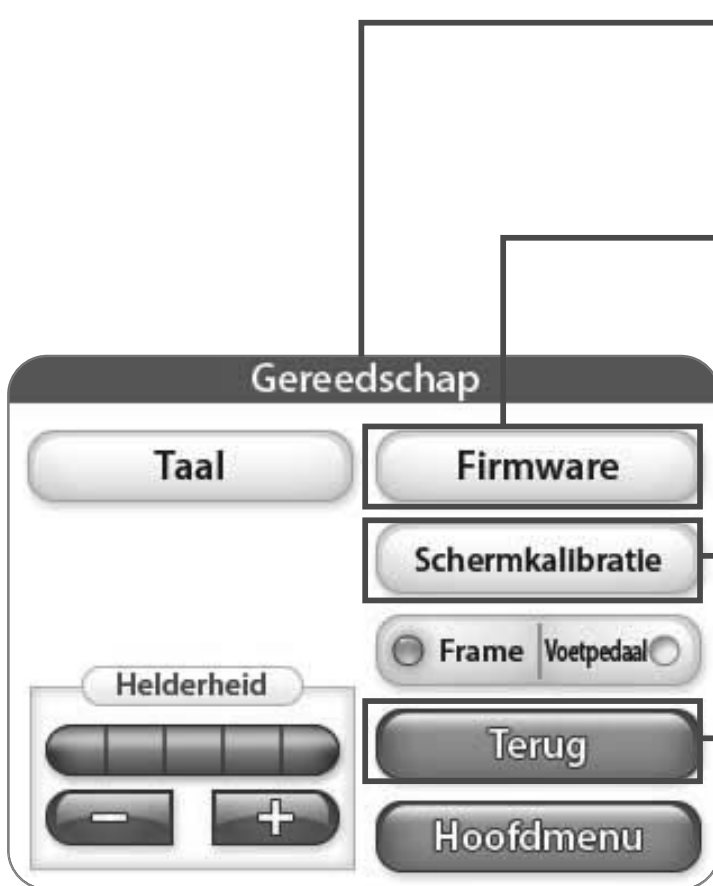 Gereedschap
Taal
Firmware
Schermkalibratie
Frame
Voetpedaal
Helderheid
Terug
− +
Hoofdmenu